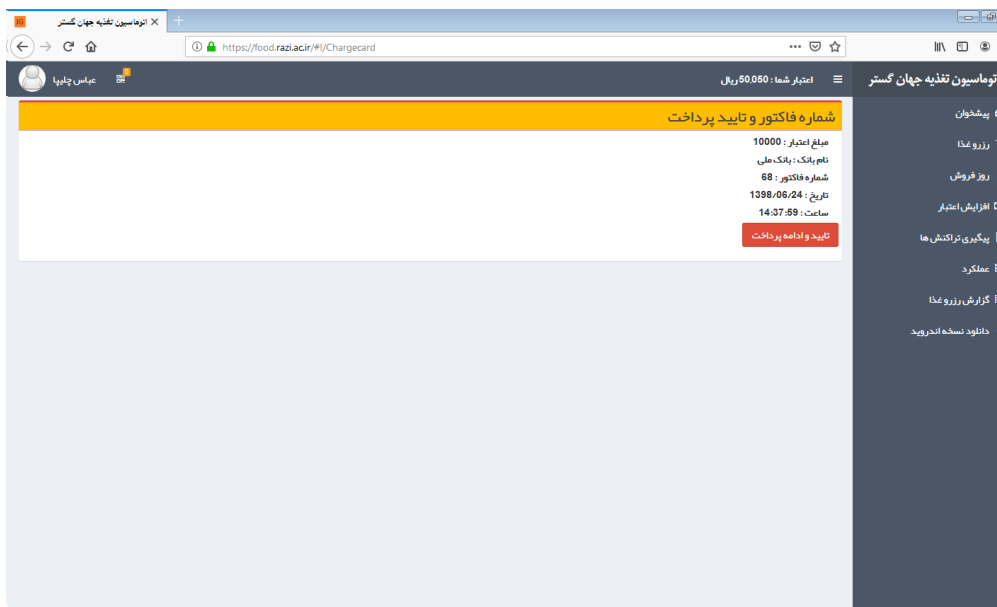 اتوماسیون تغذیه جهان گستر
https://food.razi.ac.ir/#!/Chargecard
توماسیون تغذیه جهان گستر
اعتبار شما : 50,050 ریال
0
عباس چلیپا
پیشخوان
رزرو غذا
روز فروش
افزایش اعتبار
پیگیری تراکنش ها
عملکرد
گزارش رزرو غذا
دانلود نسخه اندروید
شماره فاکتور و تایید پرداخت
مبلغ اعتبار : 10000
نام بانک : بانک ملی
شماره فاکتور : 68
تاریخ : 1398/06/24
ساعت : 14:37:59
تایید و ادامه پرداخت